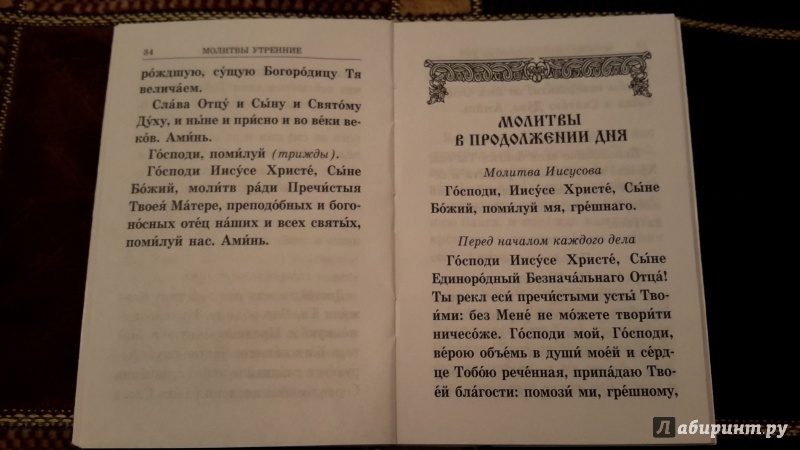 34 МОЛИТВЫ УТРЕННИЕ
ро́ждшую, су́щую Богоро́дицу Тя
велича́ем.
Сла́ва Отцу́ и Сы́ну и Свято́му
Ду́ху, и ны́не и при́сно и во ве́ки ве-
ко́в. Ами́нь.
Го́споди, поми́луй (трижды).
Го́споди Иису́се Христе́, Сы́не
Бо́жий, моли́тв ра́ди Пречи́стыя
Твоея́ Ма́тере, преподо́бных и бого-
но́сных оте́ц на́ших и всех святы́х,
поми́луй нас. Ами́нь.
МОЛИТВЫ
В ПРОДОЛЖЕНИИ ДНЯ
Молитва Иисусова
Го́споди, Иису́се Христе́, Сы́не
Бо́жий, поми́луй мя, гре́шнаго.
Перед началом каждого дела
Го́споди Иису́се Христе́, Сы́не
Единоро́дный Безнача́льнаго Отца́!
Ты рекл еси́ пречи́стыми усты́ Тво-
и́ми: без Мене́ не мо́жете твори́ти
ничесо́же. Го́споди мой, Го́споди,
ве́рою объе́мь в души́ мое́й и се́рд-
це Тобо́ю рече́нная, припа́даю Тво-
е́й бла́гости: помози́ ми, гре́шному,
Лабиринт.ру